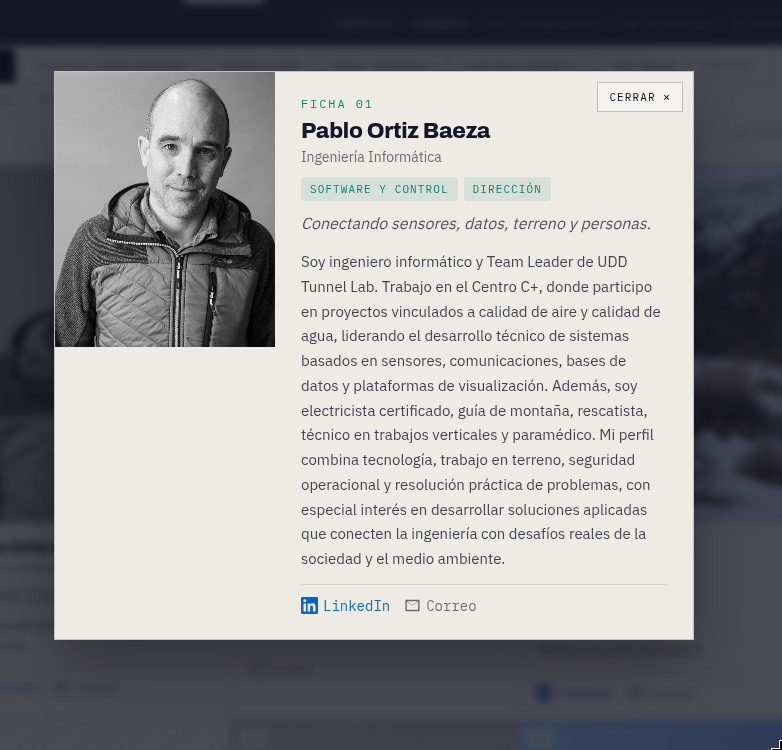 CERRAR ×
FICHA 01
Pablo Ortiz Baeza
Ingeniería Informática
SOFTWARE Y CONTROL DIRECCIÓN
Conectando sensores, datos, terreno y personas.
Soy ingeniero informático y Team Leader de UDD
Tunnel Lab. Trabajo en el Centro C+, donde participo
en proyectos vinculados a calidad de aire y calidad de
agua, liderando el desarrollo técnico de sistemas
basados en sensores, comunicaciones, bases de
datos y plataformas de visualización. Además, soy
electricista certificado, guía de montaña, rescatista,
técnico en trabajos verticales y paramédico. Mi perfil
combina tecnología, trabajo en terreno, seguridad
operacional y resolución práctica de problemas, con
especial interés en desarrollar soluciones aplicadas
que conecten la ingeniería con desafíos reales de la
sociedad y el medio ambiente.
LinkedIn Correo